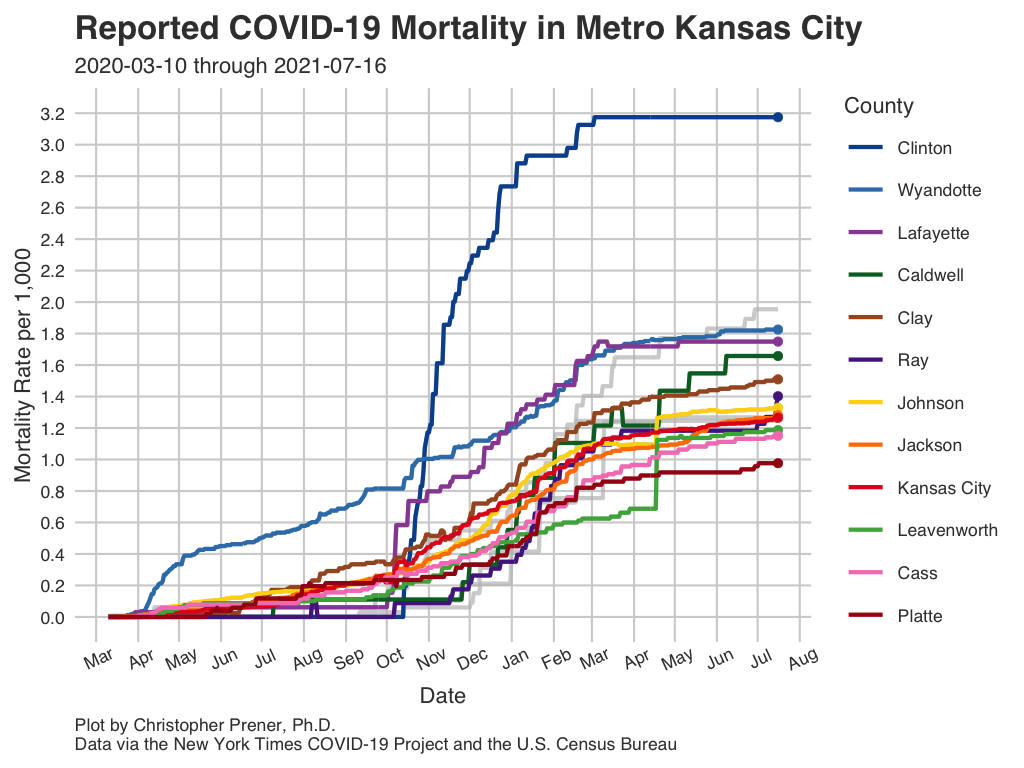 Reported COVID-19 Mortality in Metro Kansas City
2020-03-10 through 2021-07-16
County
Clinton
Wyandotte
Lafayette
Caldwell
Clay
Ray
Johnson
Jackson
Kansas City
Leavenworth
Cass
Platte
Mortality Rate per 1,000
3.2
3.0
2.8
2.6
2.4
2.2
2.0
1.8
1.6
1.4
1.2
1.0
0.8
0.6
0.4
0.2
0.0
Mar Apr May Jun Jul Aug Sep Oct Nov Dec Jan Feb Mar Apr May Jun Jul Aug
Date
Plot by Christopher Prener, Ph.D.
Data via the New York Times COVID-19 Project and the U.S. Census Bureau